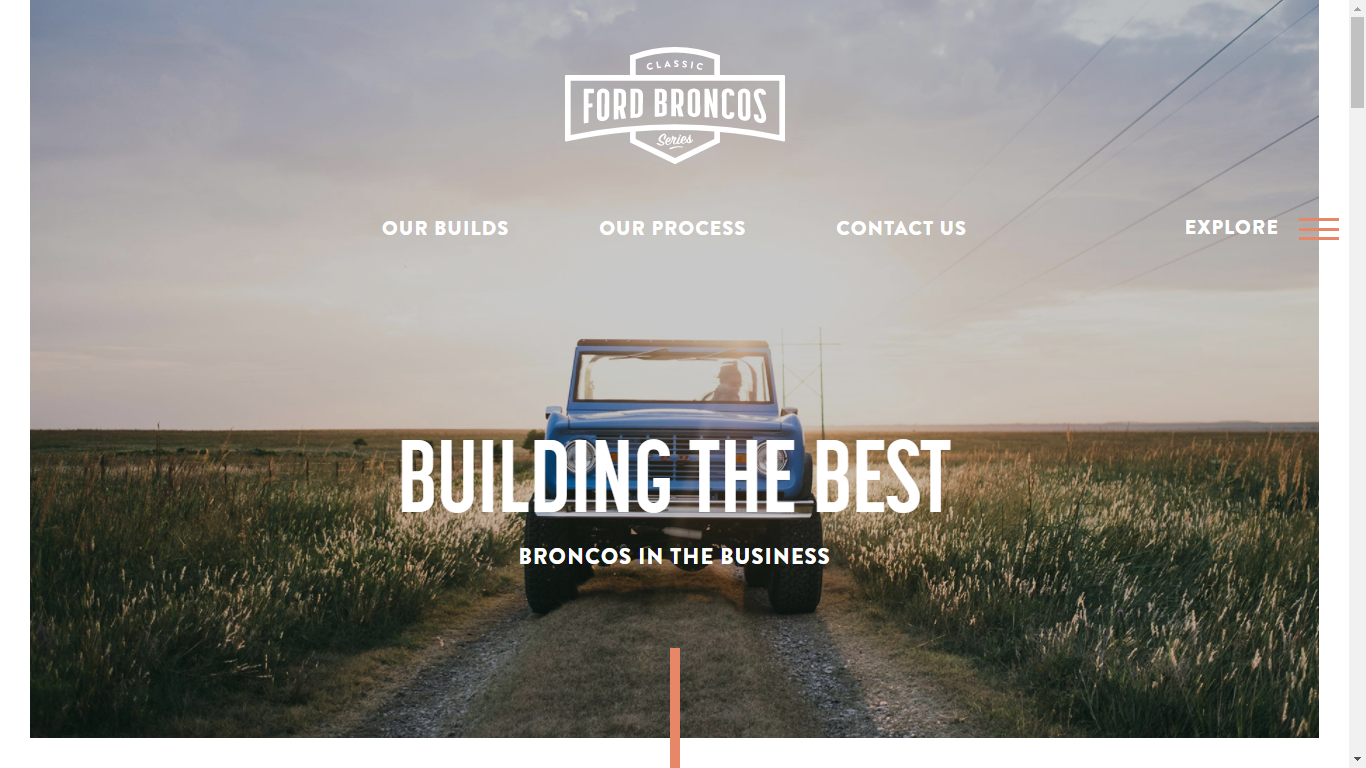 CLASSIC
FORD BRONCOS
Series
OUR BUILDS OUR PROCESS CONTACT US EXPLORE
BUILDING THE BEST
BRONCOS IN THE BUSINESS